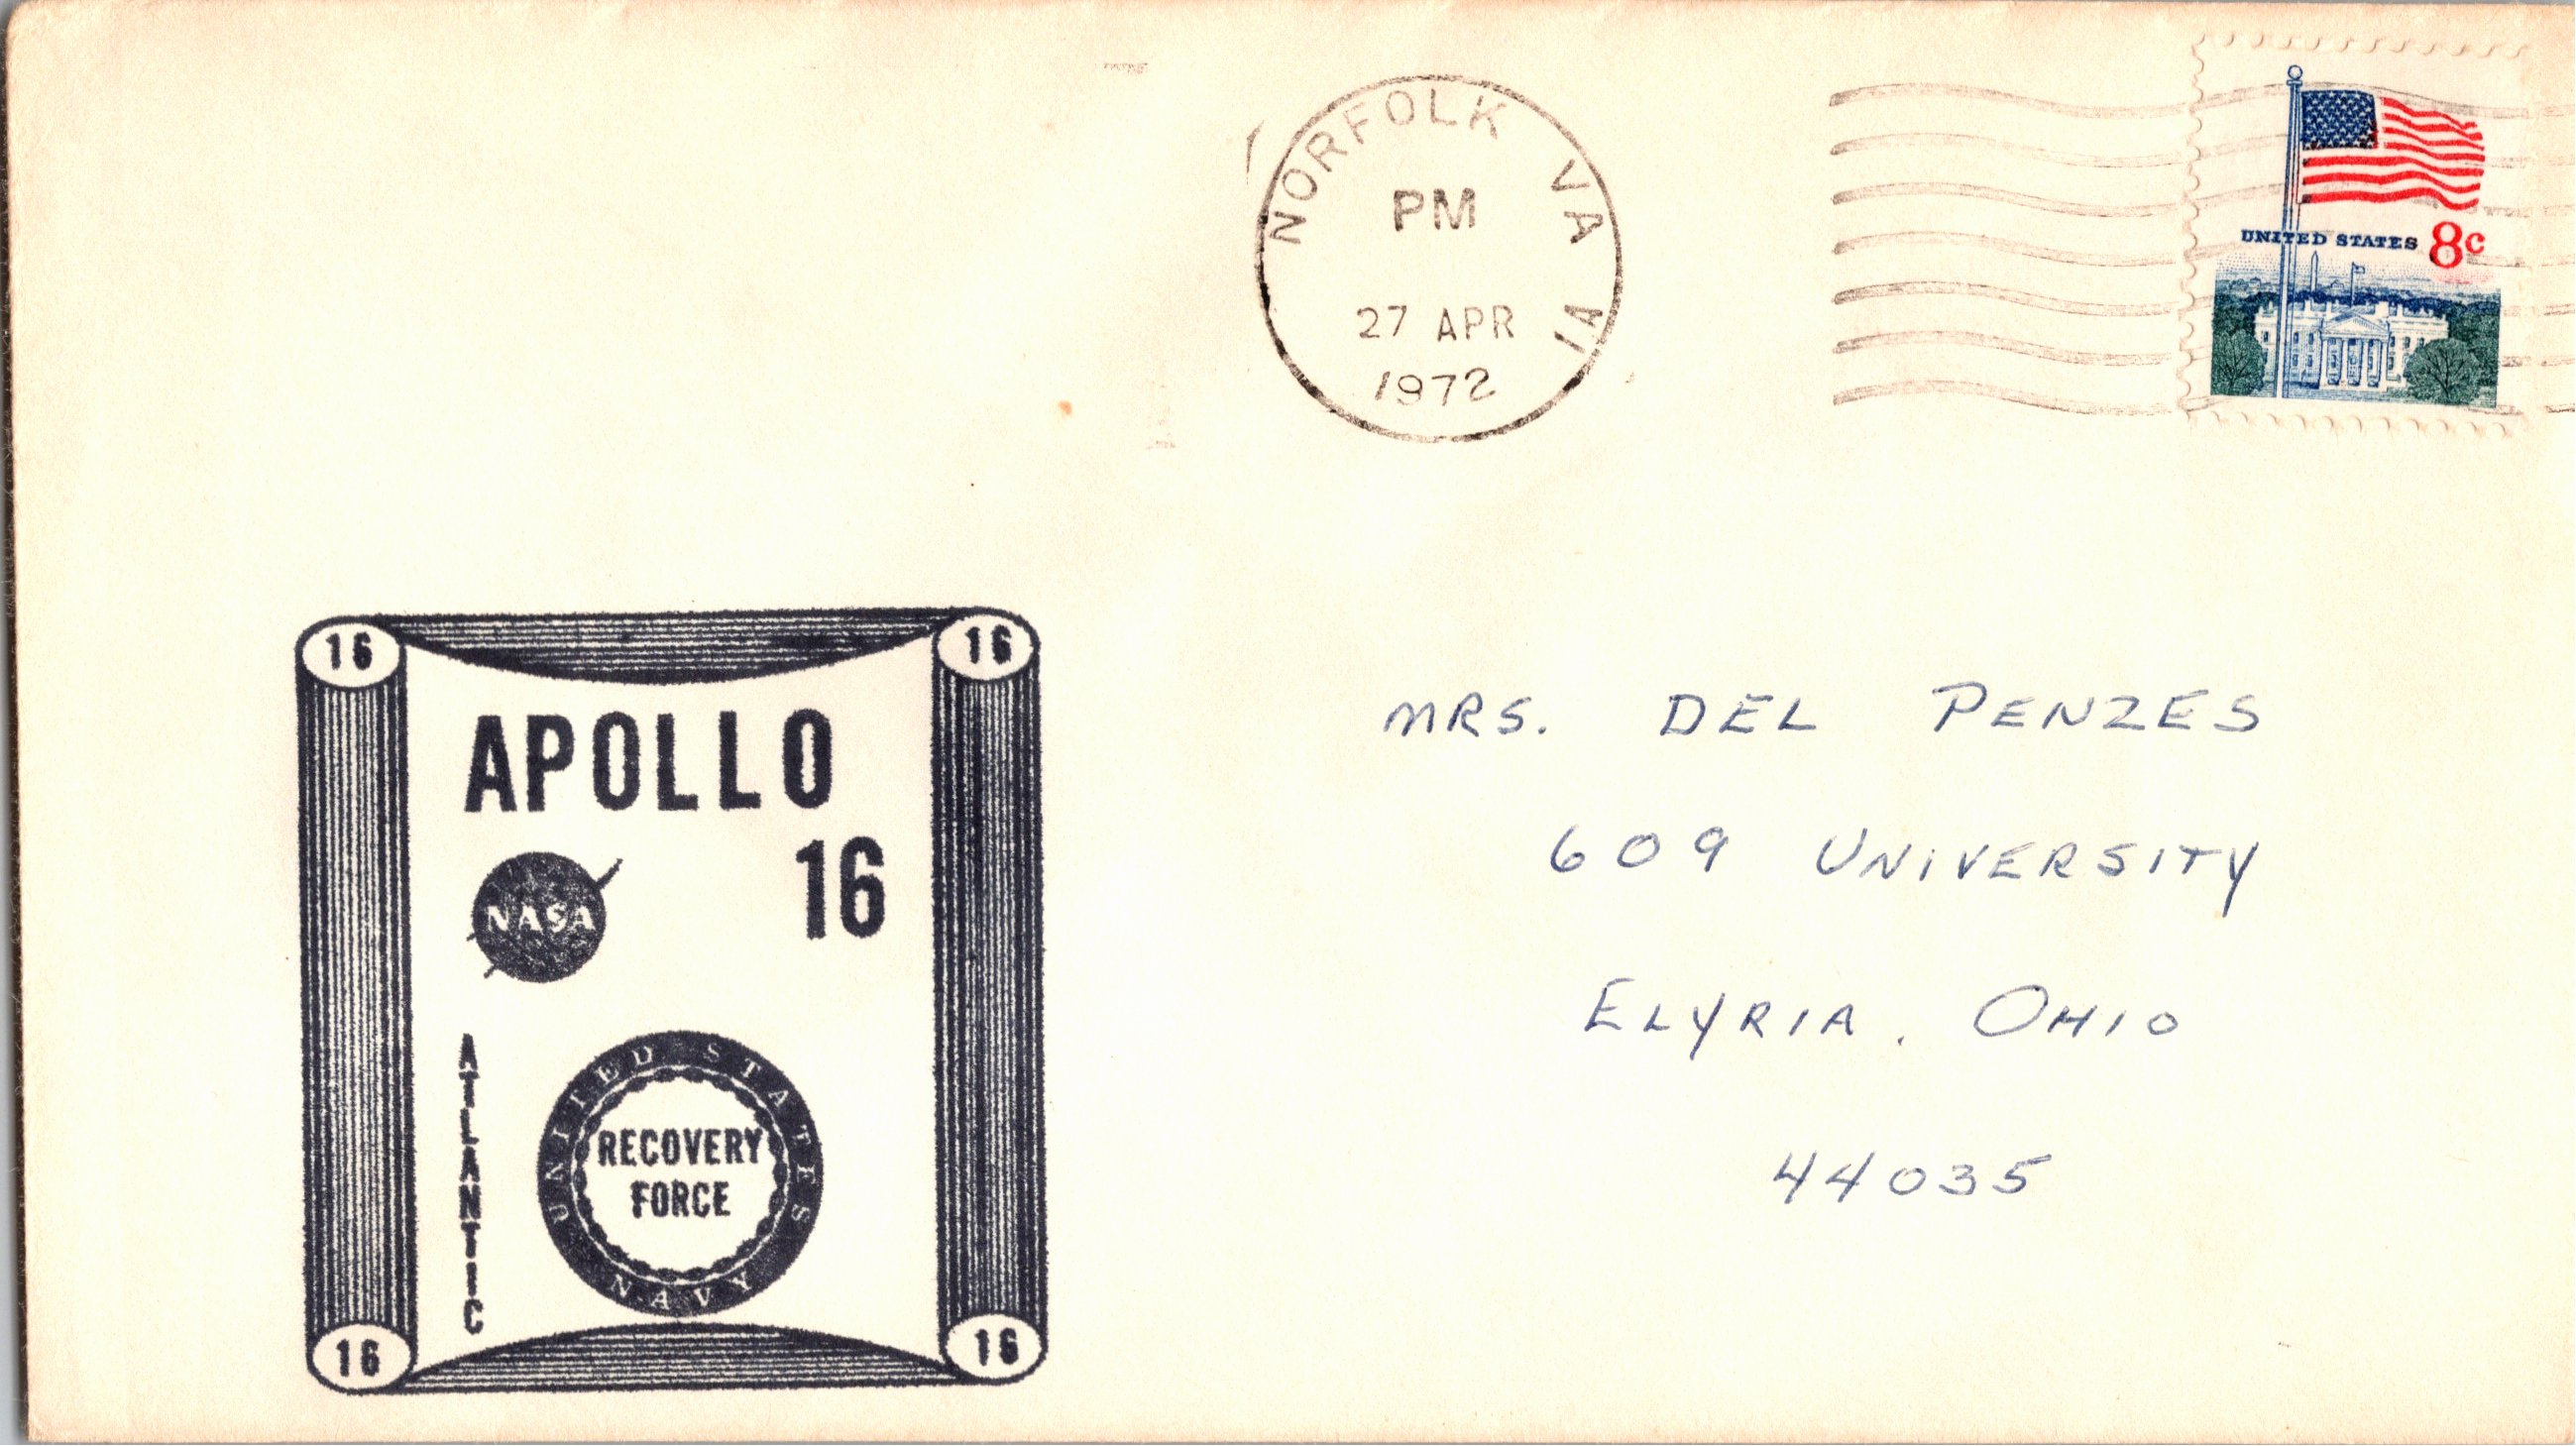 NORFOLK VA
PM
27 APR
1972
1A
UNITED STATES 8c
16
16
APOLLO
16
NASA
ATLANTIC
UNITED STATES NAVY
RECOVERY
FORCE
16
16
MRS. DEL PENZES
609 UNIVERSITY
ELYRIA, OHIO
44035